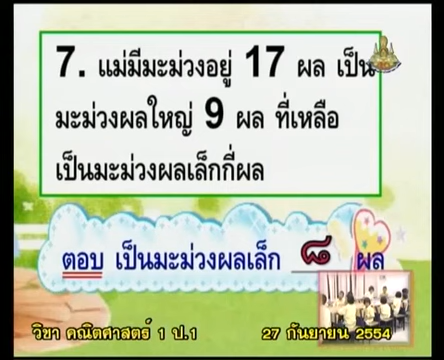 7. แม่มีมะม่วงอยู่ 17 ผล เป็น
มะม่วงผลใหญ่ 9 ผล ที่เหลือ
เป็นมะม่วงผลเล็กกี่ผล
ตอบ เป็นมะม่วงผลเล็ก ๘ ผล
วิชา คณิตศาสตร์ 1 ป.1 27 กันยายน 2554